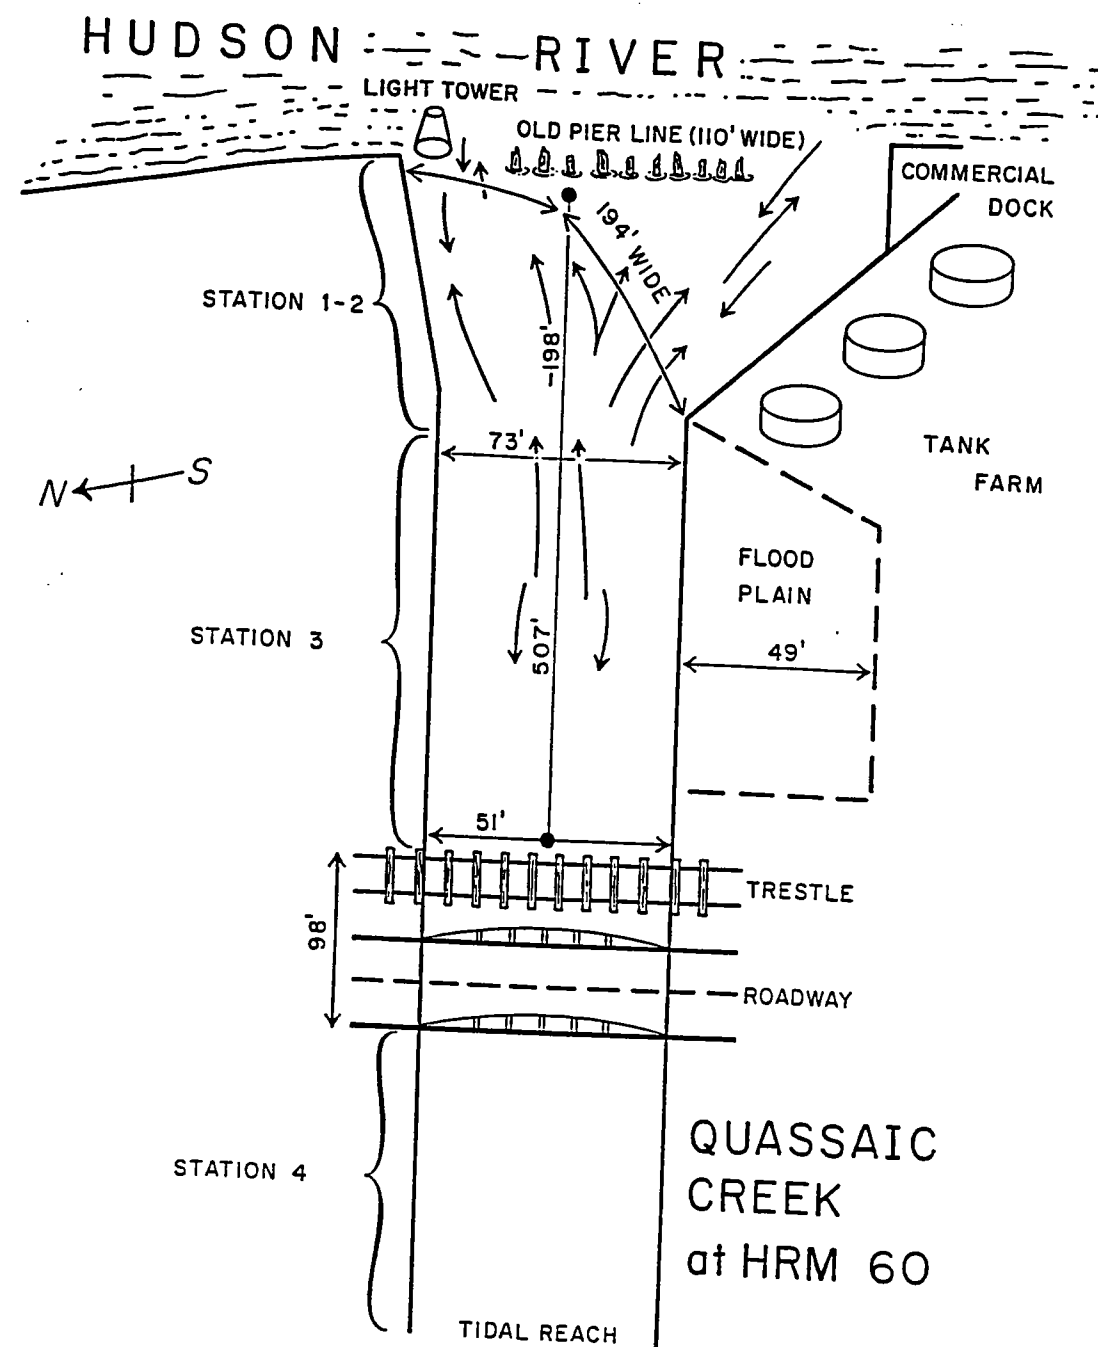 HUDSON RIVER
LIGHT TOWER
OLD PIER LINE (110' WIDE)
COMMERCIAL
DOCK
194' WIDE
STATION 1-2
198'
73'
TANK
FARM
N S
FLOOD
PLAIN
STATION 3
507'
49'
51'
TRESTLE
98'
ROADWAY
QUASSAIC
CREEK
at HRM 60
STATION 4
TIDAL REACH